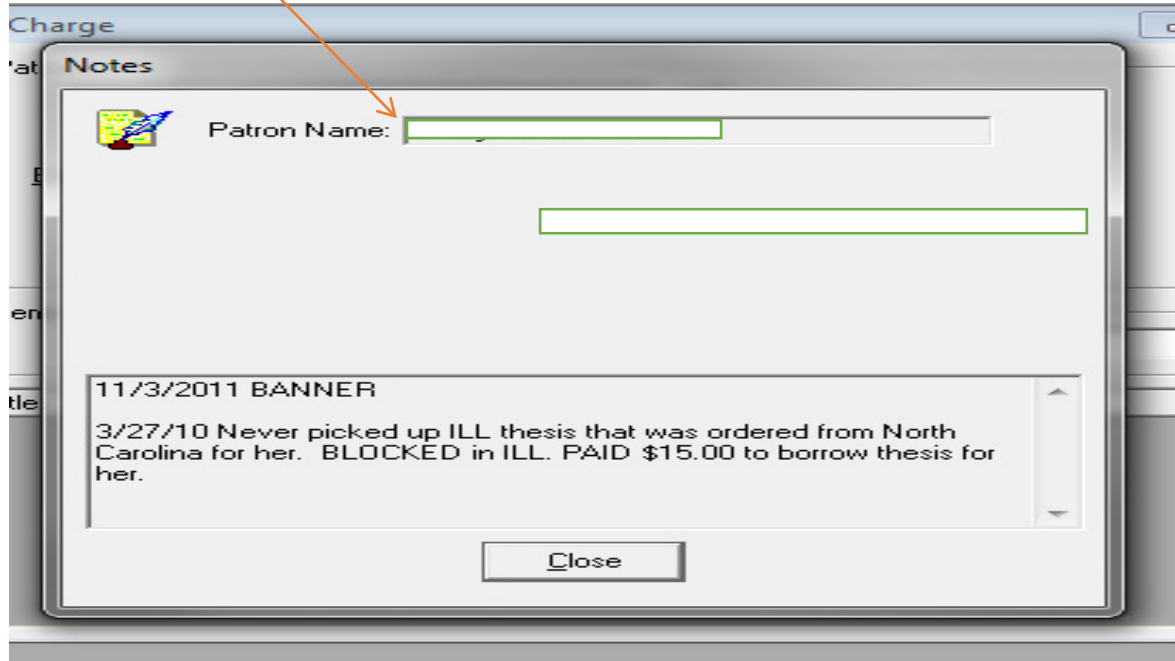 Charge
Notes
Patron Name:
11/3/2011 BANNER
3/27/10 Never picked up ILL thesis that was ordered from North
Carolina for her.  BLOCKED in ILL. PAID $15.00 to borrow thesis for
her.
Close